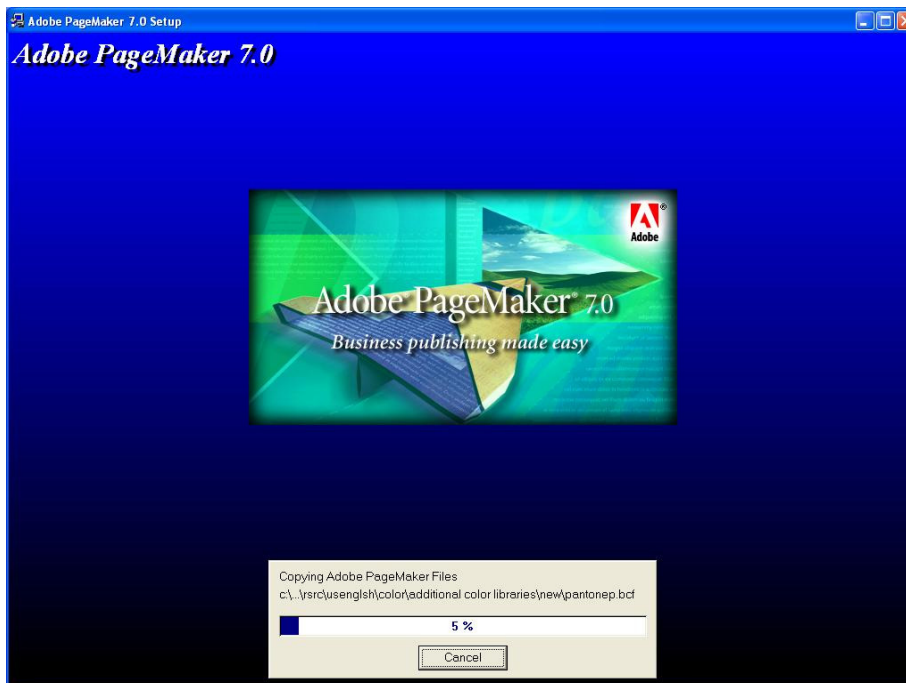 Adobe PageMaker 7.0 Setup
Adobe PageMaker 7.0
Adobe
Adobe PageMaker® 7.0
Business publishing made easy
Copying Adobe PageMaker Files
c:\...\rsrc\usenglsh\color\additional color libraries\new\pantonep.bcf
5 %
Cancel